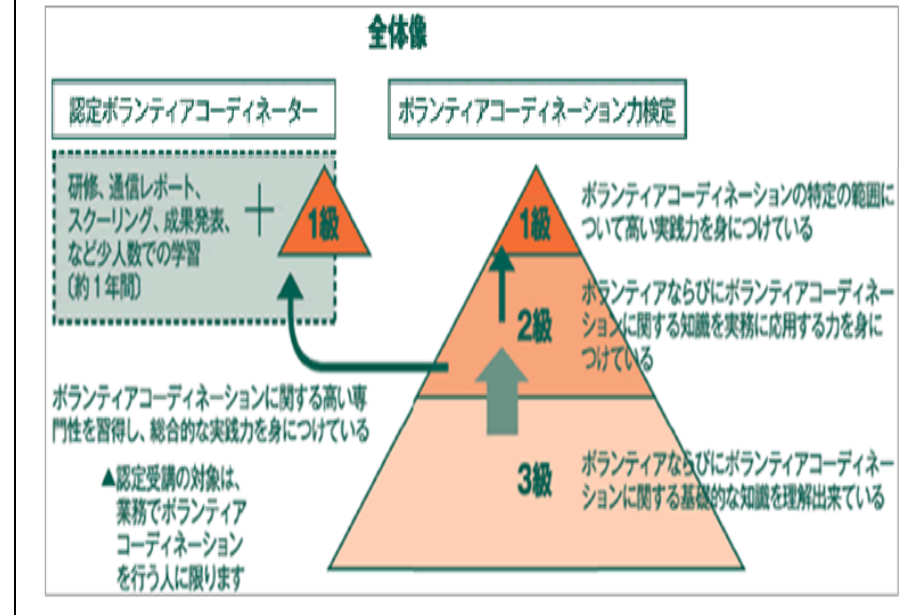 全体像
認定ボランティアコーディネーター
研修、通信レポート、
スクーリング、成果発表、
など少人数での学習
(約1年間)
+
1級
ボランティアコーディネーションに関する高い専
門性を習得し、総合的な実践力を身につけている
▲認定受講の対象は、
業務でボランティア
コーディネーション
を行う人に限ります
ボランティアコーディネーション力検定
1級
ボランティアコーディネーションの特定の範囲に
ついて高い実践力を身につけている
2級
ボランティアならびにボランティアコーディネー
ションに関する知識を実務に応用する力を身に
つけている
3級
ボランティアならびにボランティアコーディネー
ションに関する基礎的な知識を理解出来ている